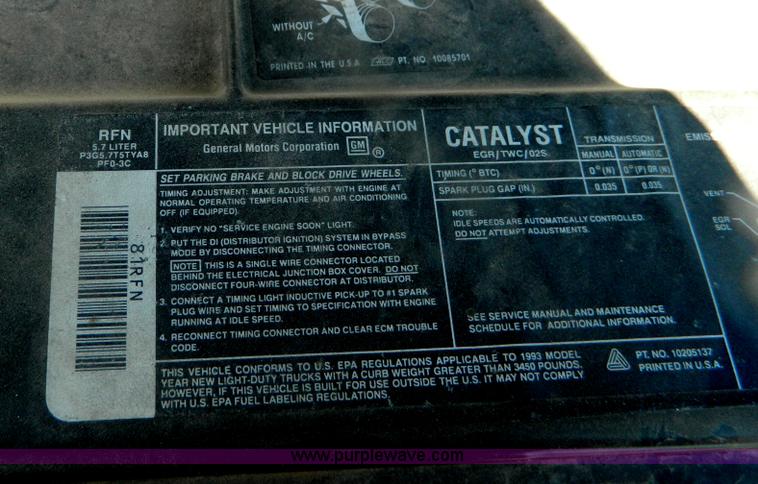 WITHOUT
A/C
PRINTED IN THE U S A PT. NO. 10085701
RFN
5.7 LITER
P3G5.7T5TYA8
PF0-3C
81RFN
IMPORTANT VEHICLE INFORMATION
General Motors Corporation GM ®
SET PARKING BRAKE AND BLOCK DRIVE WHEELS.
TIMING ADJUSTMENT: MAKE ADJUSTMENT WITH ENGINE AT
NORMAL OPERATING TEMPERATURE AND AIR CONDITIONING
OFF (IF EQUIPPED).
1. VERIFY NO "SERVICE ENGINE SOON" LIGHT.
2. PUT THE DI (DISTRIBUTOR IGNITION) SYSTEM IN BYPASS
MODE BY DISCONNECTING THE TIMING CONNECTOR.
NOTE THIS IS A SINGLE WIRE CONNECTOR LOCATED
BEHIND THE ELECTRICAL JUNCTION BOX COVER. DO NOT
DISCONNECT FOUR-WIRE CONNECTOR AT DISTRIBUTOR.
3. CONNECT A TIMING LIGHT INDUCTIVE PICK-UP TO #1 SPARK
PLUG WIRE AND SET TIMING TO SPECIFICATION WITH ENGINE
RUNNING AT IDLE SPEED.
4. RECONNECT TIMING CONNECTOR AND CLEAR ECM TROUBLE
CODE.
CATALYST
EGR/TWC/02S
TRANSMISSION
MANUAL AUTOMATIC
TIMING (° BTC) 0° (N) 0° (P) OR (N)
SPARK PLUG GAP (IN.) 0.035 0.035
NOTE:
IDLE SPEEDS ARE AUTOMATICALLY CONTROLLED.
DO NOT ATTEMPT ADJUSTMENTS.
SEE SERVICE MANUAL AND MAINTENANCE
SCHEDULE FOR ADDITIONAL INFORMATION.
THIS VEHICLE CONFORMS TO U.S. EPA REGULATIONS APPLICABLE TO 1993 MODEL
YEAR NEW LIGHT-DUTY TRUCKS WITH A CURB WEIGHT GREATER THAN 3450 POUNDS.
HOWEVER, IF THIS VEHICLE IS BUILT FOR USE OUTSIDE THE U.S. IT MAY NOT COMPLY
WITH U.S. EPA FUEL LABELING REGULATIONS.
PT. NO. 10205137
PRINTED IN U.S.A.
EMIS
VENT
EGR
SOL
www.purplewave.com